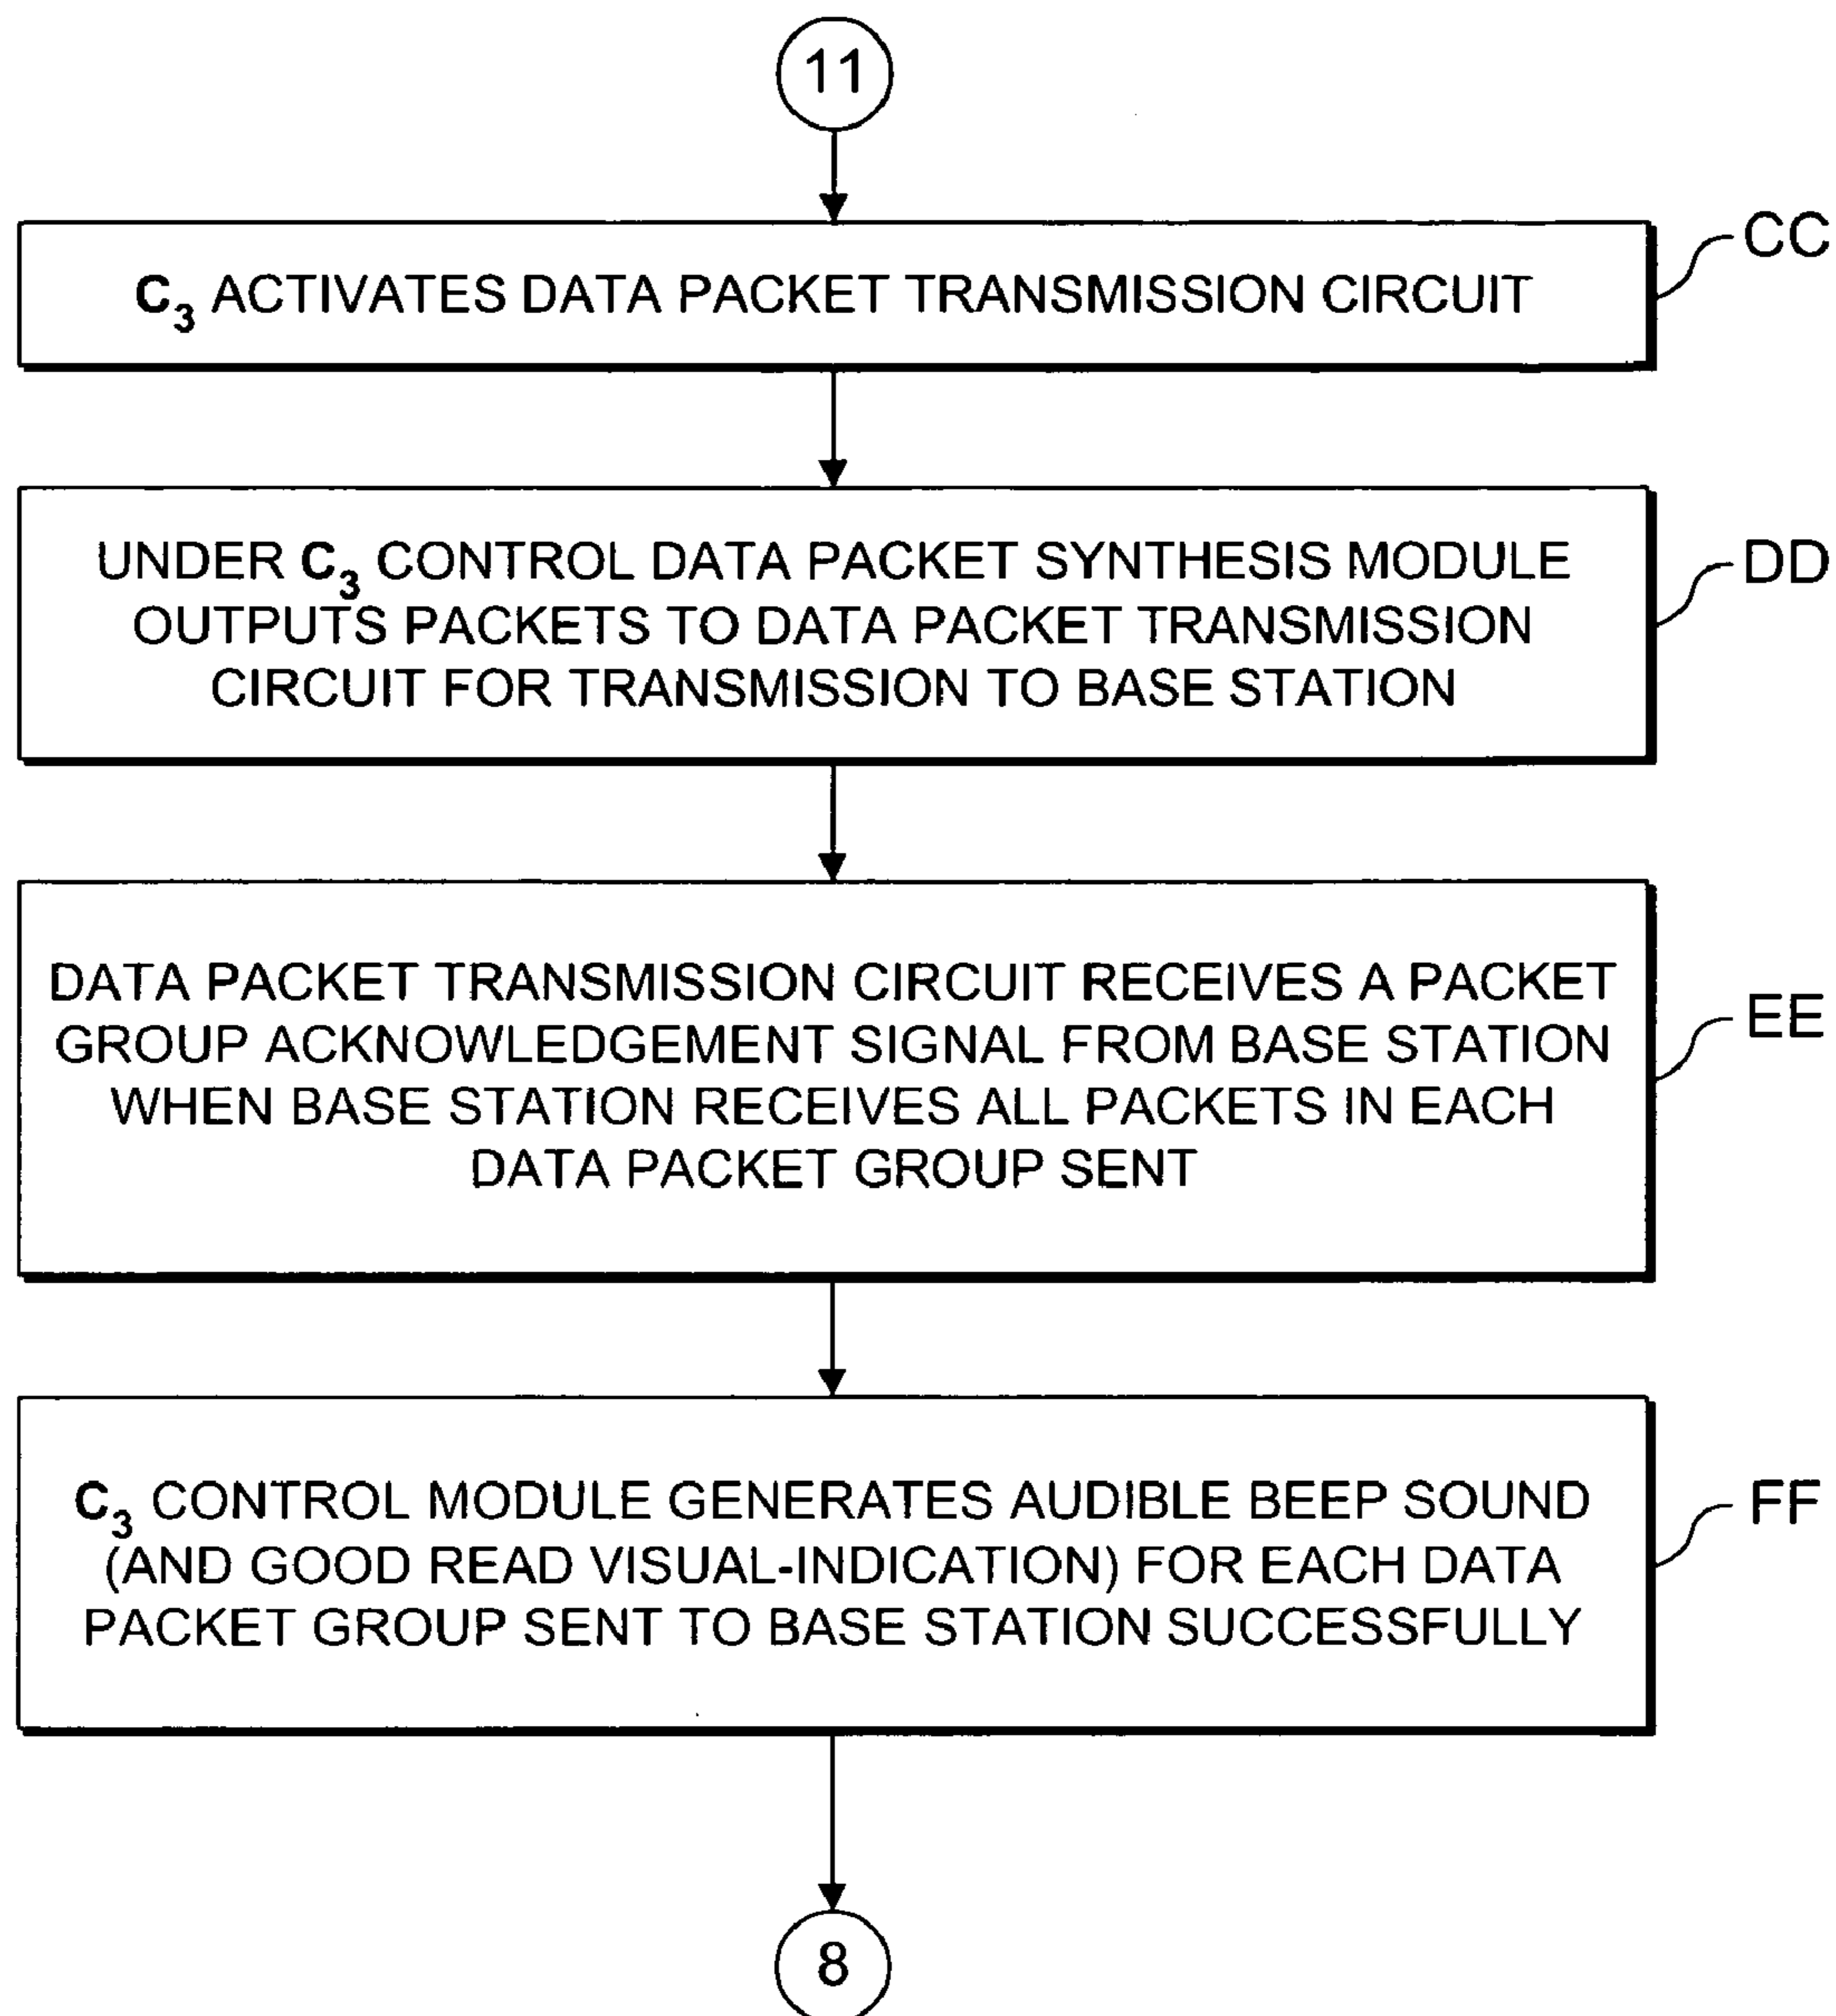 11
C₃ ACTIVATES DATA PACKET TRANSMISSION CIRCUIT
CC
UNDER C₃ CONTROL DATA PACKET SYNTHESIS MODULE
OUTPUTS PACKETS TO DATA PACKET TRANSMISSION
CIRCUIT FOR TRANSMISSION TO BASE STATION
DD
DATA PACKET TRANSMISSION CIRCUIT RECEIVES A PACKET
GROUP ACKNOWLEDGEMENT SIGNAL FROM BASE STATION
WHEN BASE STATION RECEIVES ALL PACKETS IN EACH
DATA PACKET GROUP SENT
EE
C₃ CONTROL MODULE GENERATES AUDIBLE BEEP SOUND
(AND GOOD READ VISUAL-INDICATION) FOR EACH DATA
PACKET GROUP SENT TO BASE STATION SUCCESSFULLY
FF
8